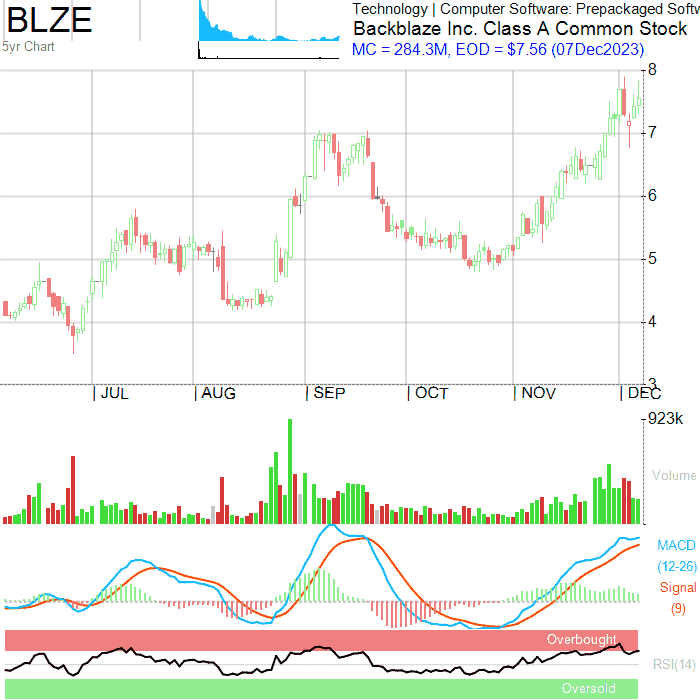 BLZE
5yr Chart
Technology | Computer Software: Prepackaged Softw
Backblaze Inc. Class A Common Stock
MC = 284.3M, EOD = $7.56 (07Dec2023)
8
7
6
5
4
3
JUL AUG SEP OCT NOV DEC
923k
Volume
MACD
(12-26)
Signal
(9)
Overbought
RSI(14)
Oversold